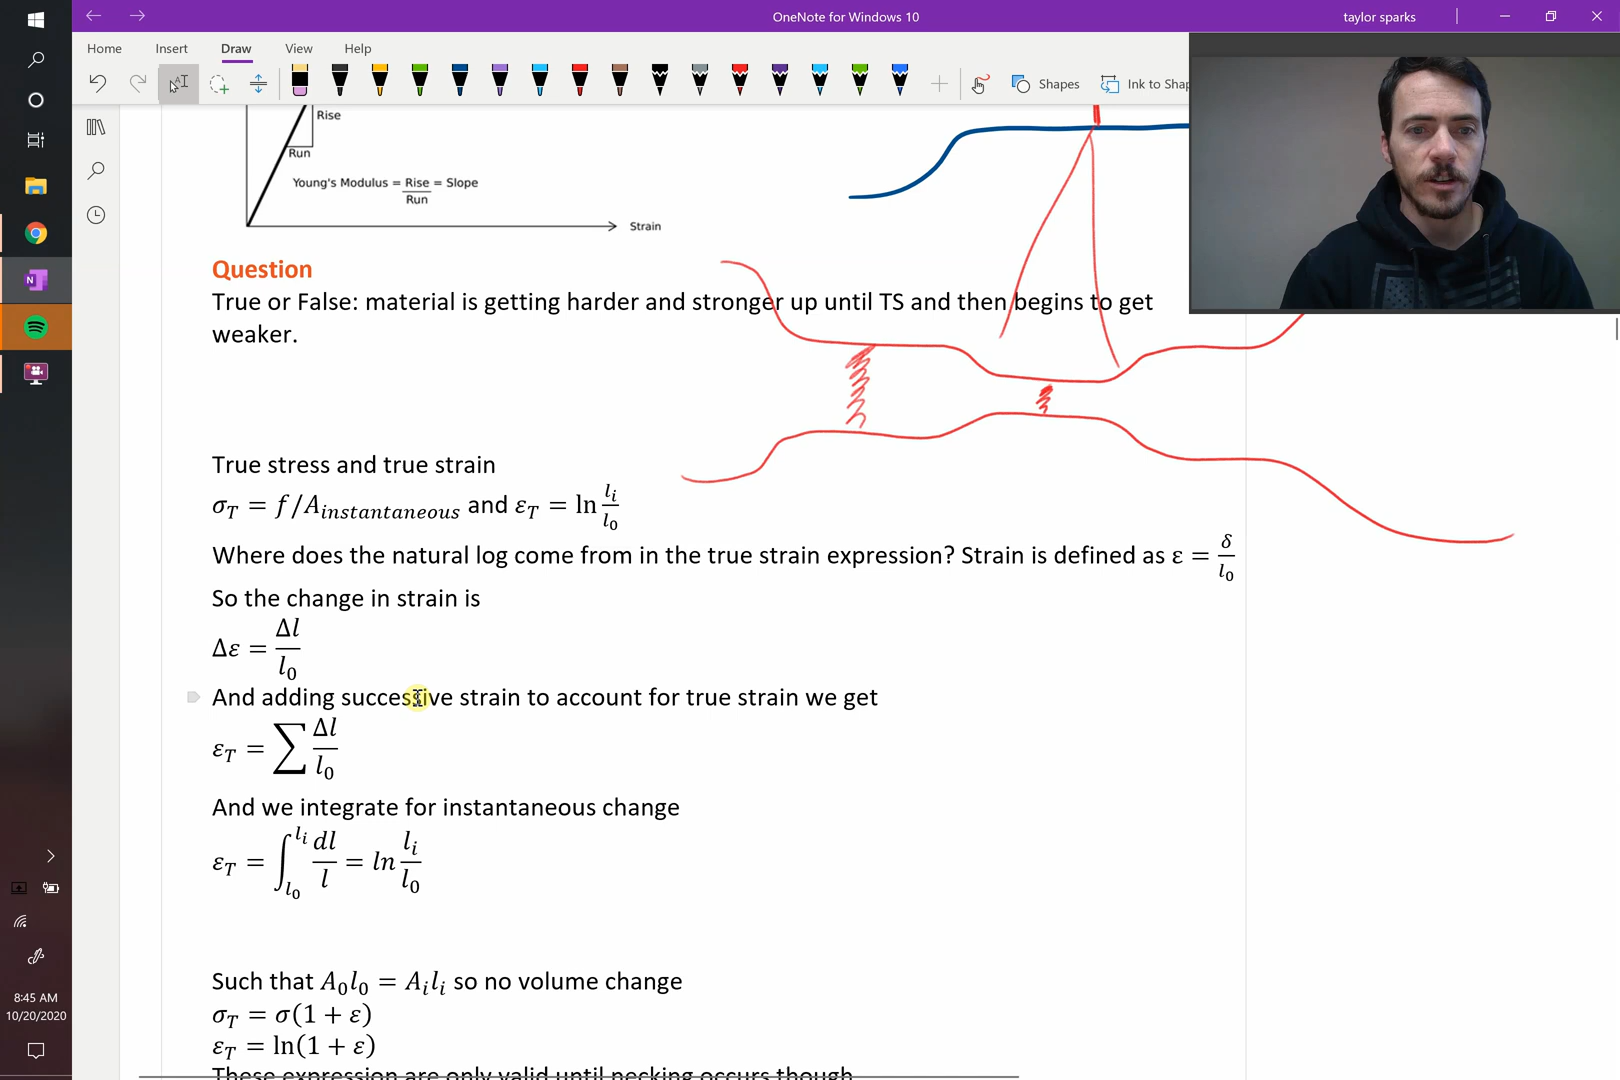 OneNote for Windows 10
taylor sparks
Home Insert Draw View Help
Shapes
Ink to Shap
Rise
Run
Young's Modulus = Rise = Slope
Run
Strain
Question
True or False: material is getting harder and stronger up until TS and then begins to get
weaker.
True stress and true strain
σ_T = f/A_instantaneous and ε_T = ln l_i/l_0
Where does the natural log come from in the true strain expression? Strain is defined as ε = δ/l_0
So the change in strain is
Δε = Δl/l_0
And adding successive strain to account for true strain we get
ε_T = ∑ Δl/l_0
And we integrate for instantaneous change
ε_T = ∫_{l_0}^{l_i} dl/l = ln l_i/l_0
Such that A_0l_0 = A_il_i so no volume change
σ_T = σ(1 + ε)
ε_T = ln(1 + ε)
These expression are only valid until necking occurs though
8:45 AM
10/20/2020